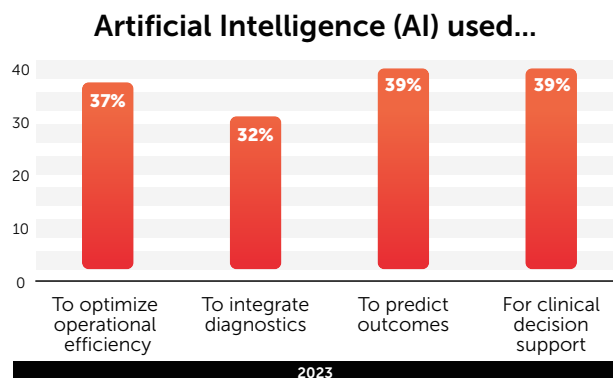 Artificial Intelligence (AI) used...
40
30
20
10
0
37%
32%
39%
39%
To optimize
operational
efficiency
To integrate
diagnostics
To predict
outcomes
For clinical
decision
support
2023